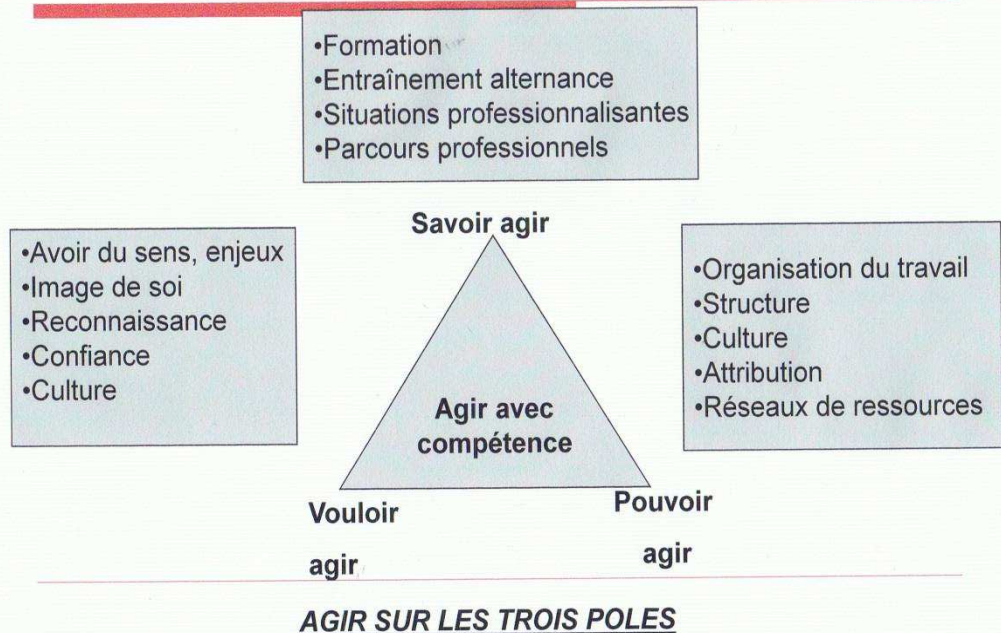 •Formation
•Entraînement alternance
•Situations professionnalisantes
•Parcours professionnels
Savoir agir
•Avoir du sens, enjeux
•Image de soi
•Reconnaissance
•Confiance
•Culture
•Organisation du travail
•Structure
•Culture
•Attribution
•Réseaux de ressources
Agir avec
compétence
Vouloir
agir
Pouvoir
agir
AGIR SUR LES TROIS POLES